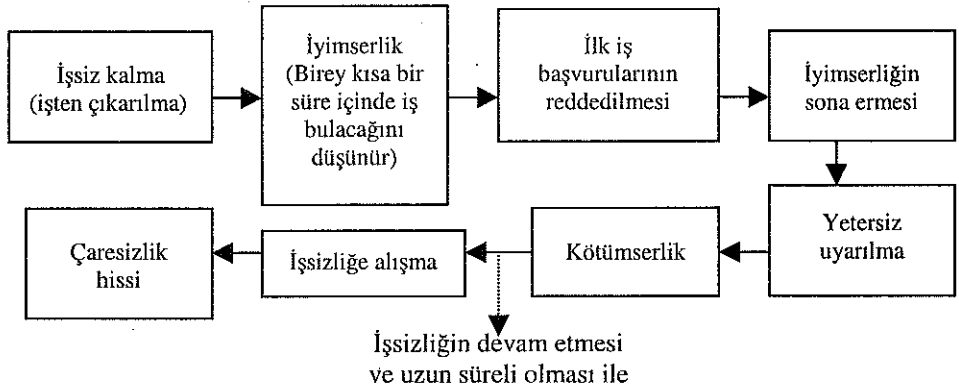 İşsiz kalma
(işten çıkarılma)
İyimserlik
(Birey kısa bir
süre içinde iş
bulacağını
düşünür)
İlk iş
başvurularının
reddedilmesi
İyimserliğin
sona ermesi
Yetersiz
uyarılma
Kötümserlik
İşsizliğe alışma
Çaresizlik
hissi
İşsizliğin devam etmesi
ve uzun süreli olması ile